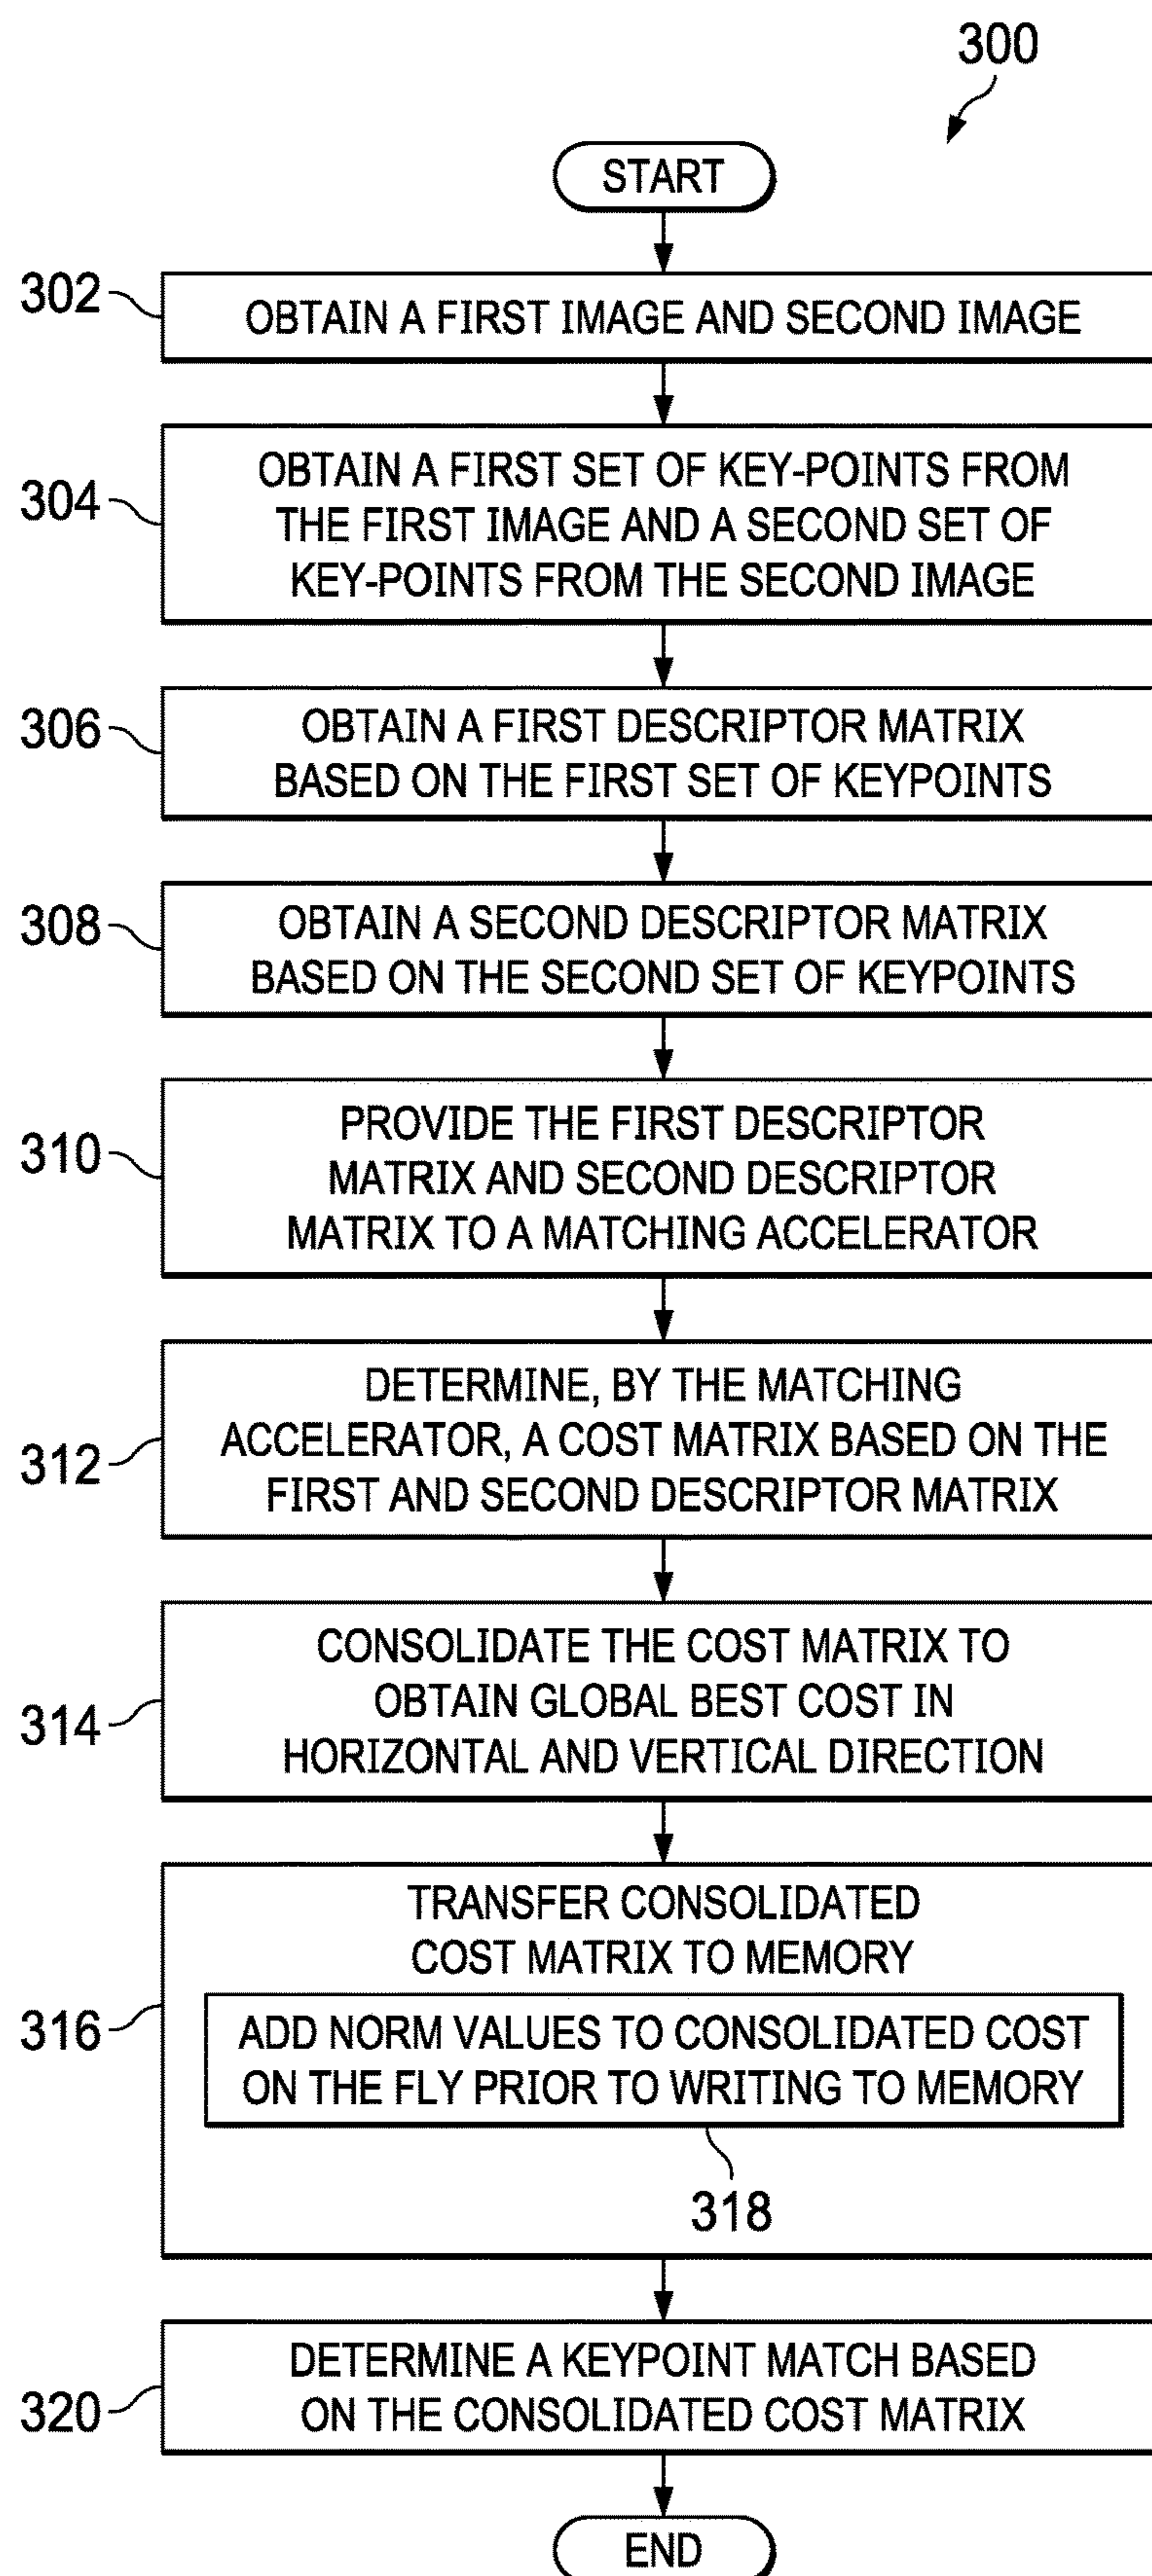 300
START
302
OBTAIN A FIRST IMAGE AND SECOND IMAGE
304
OBTAIN A FIRST SET OF KEY-POINTS FROM
THE FIRST IMAGE AND A SECOND SET OF
KEY-POINTS FROM THE SECOND IMAGE
306
OBTAIN A FIRST DESCRIPTOR MATRIX
BASED ON THE FIRST SET OF KEYPOINTS
308
OBTAIN A SECOND DESCRIPTOR MATRIX
BASED ON THE SECOND SET OF KEYPOINTS
310
PROVIDE THE FIRST DESCRIPTOR
MATRIX AND SECOND DESCRIPTOR
MATRIX TO A MATCHING ACCELERATOR
312
DETERMINE, BY THE MATCHING
ACCELERATOR, A COST MATRIX BASED ON THE
FIRST AND SECOND DESCRIPTOR MATRIX
314
CONSOLIDATE THE COST MATRIX TO
OBTAIN GLOBAL BEST COST IN
HORIZONTAL AND VERTICAL DIRECTION
316
TRANSFER CONSOLIDATED
COST MATRIX TO MEMORY
ADD NORM VALUES TO CONSOLIDATED COST
ON THE FLY PRIOR TO WRITING TO MEMORY
318
320
DETERMINE A KEYPOINT MATCH BASED
ON THE CONSOLIDATED COST MATRIX
END